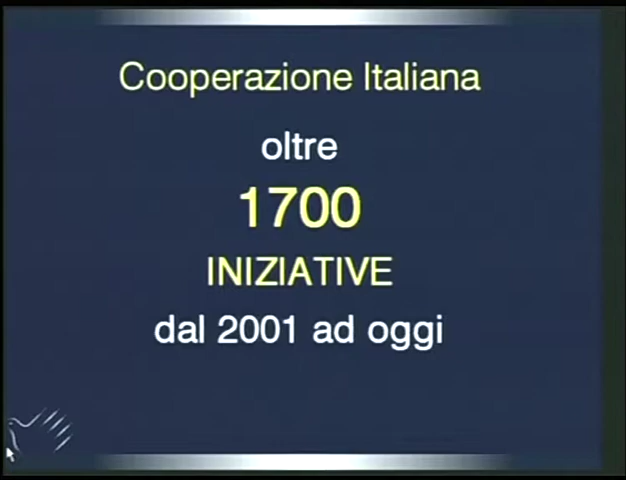 Cooperazione Italiana
oltre
1700
INIZIATIVE
dal 2001 ad oggi